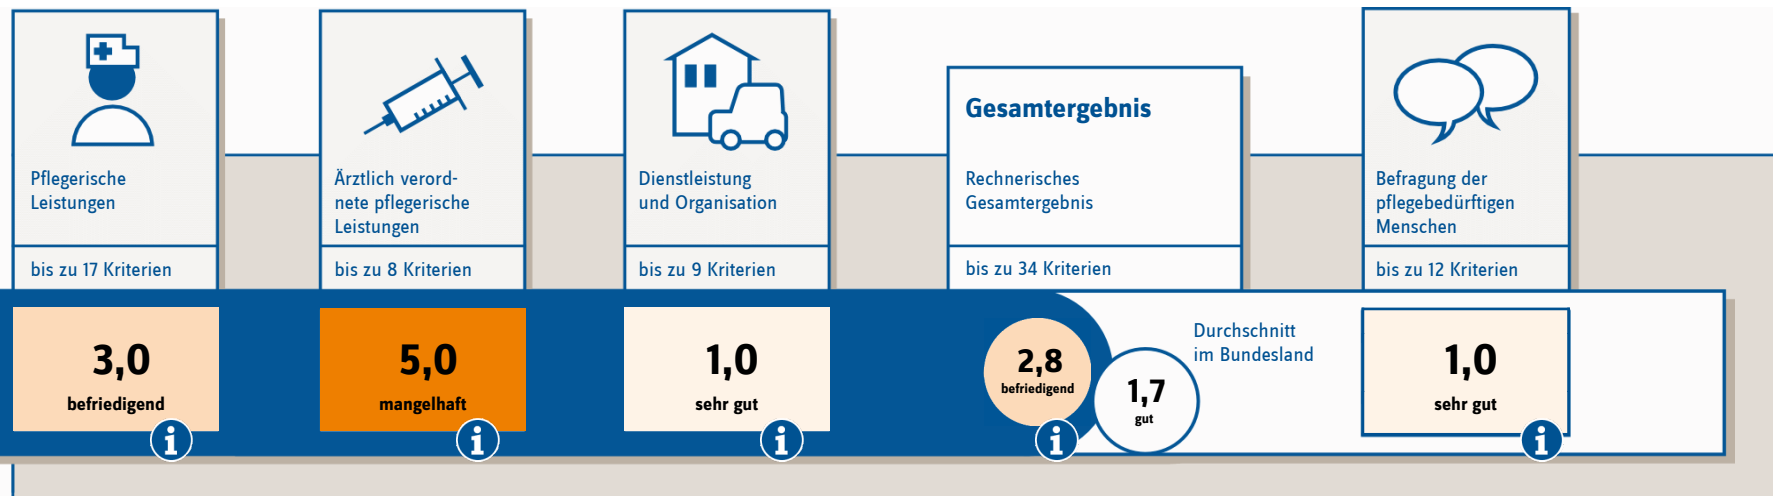 Pflegerische
Leistungen
bis zu 17 Kriterien
3,0
befriedigend
i
Ärztlich verord-
nete pflegerische
Leistungen
bis zu 8 Kriterien
5,0
mangelhaft
i
Dienstleistung
und Organisation
bis zu 9 Kriterien
1,0
sehr gut
i
Gesamtergebnis
Rechnerisches
Gesamtergebnis
bis zu 34 Kriterien
2,8
befriedigend
i
1,7
gut
Durchschnitt
im Bundesland
Befragung der
pflegebedürftigen
Menschen
bis zu 12 Kriterien
1,0
sehr gut
i